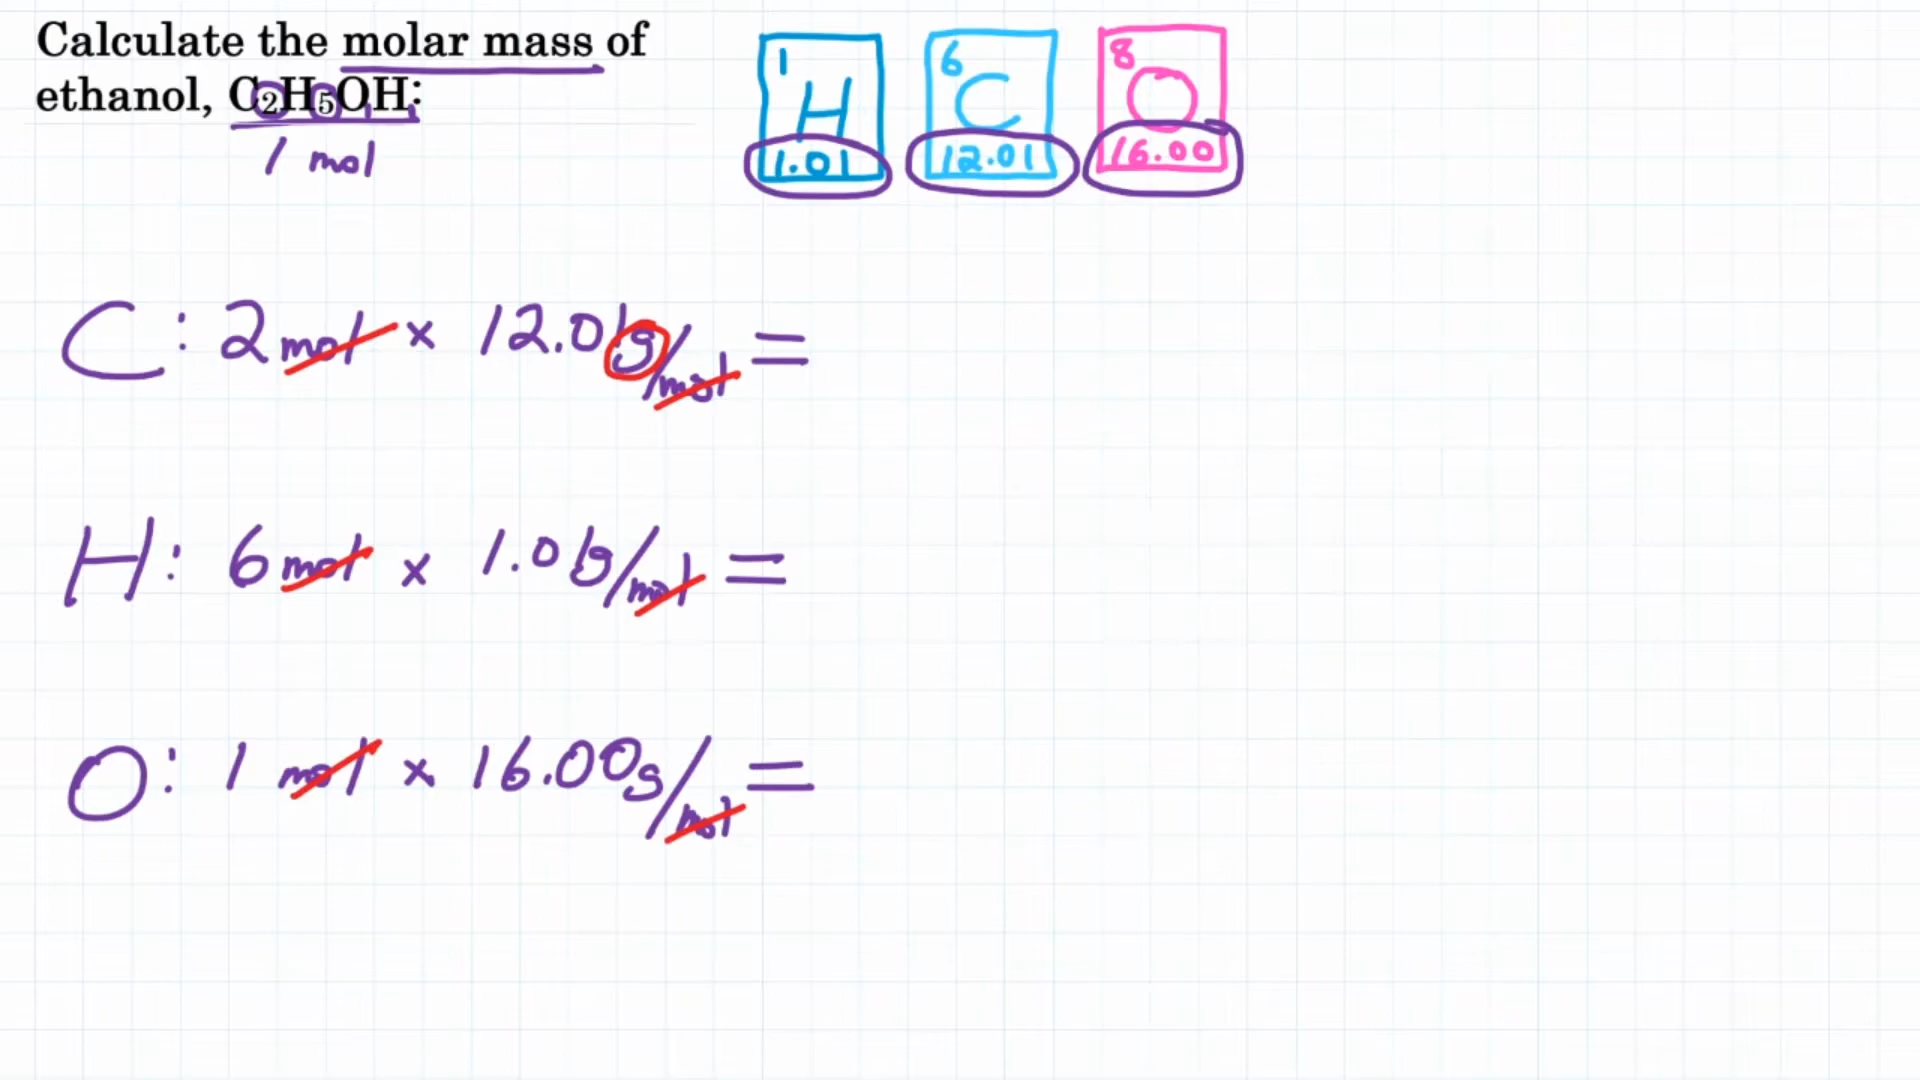 Calculate the molar mass of
ethanol, C₂H₅OH:
1 mol
1 H 1.01
6 C 12.01
8 O 16.00
C: 2 mol × 12.01g/mol =
H: 6 mol × 1.01g/mol =
O: 1 mol × 16.00g/mol =